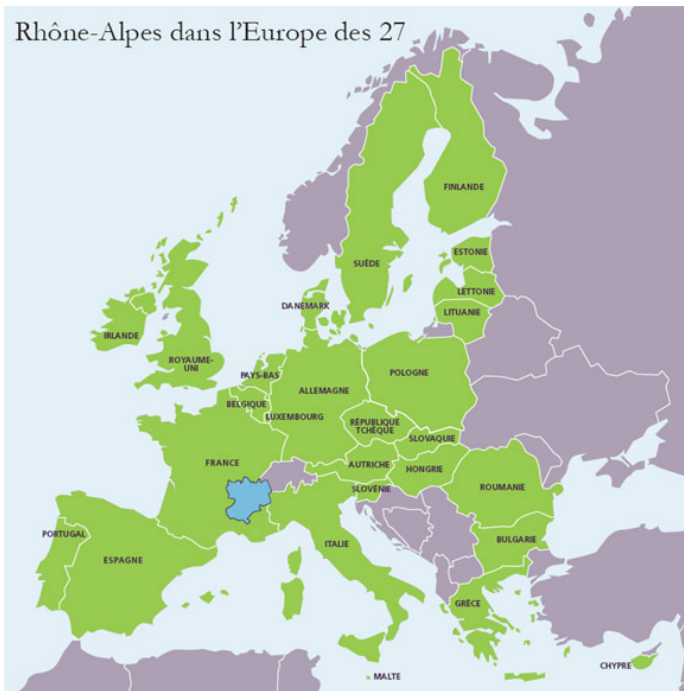 Rhône-Alpes dans l'Europe des 27
FINLANDE
ESTONIE
SUÈDE
LETTONIE
DANEMARK
LITUANIE
IRLANDE
ROYAUME-
UNI
PAYS-BAS
POLOGNE
ALLEMAGNE
BELGIQUE
LUXEMBOURG
RÉPUBLIQUE
TCHÈQUE
SLOVAQUIE
FRANCE
AUTRICHE
HONGRIE
ROUMANIE
SLOVÉNIE
PORTUGAL
BULGARIE
ITALIE
ESPAGNE
GRÈCE
CHYPRE
MALTE